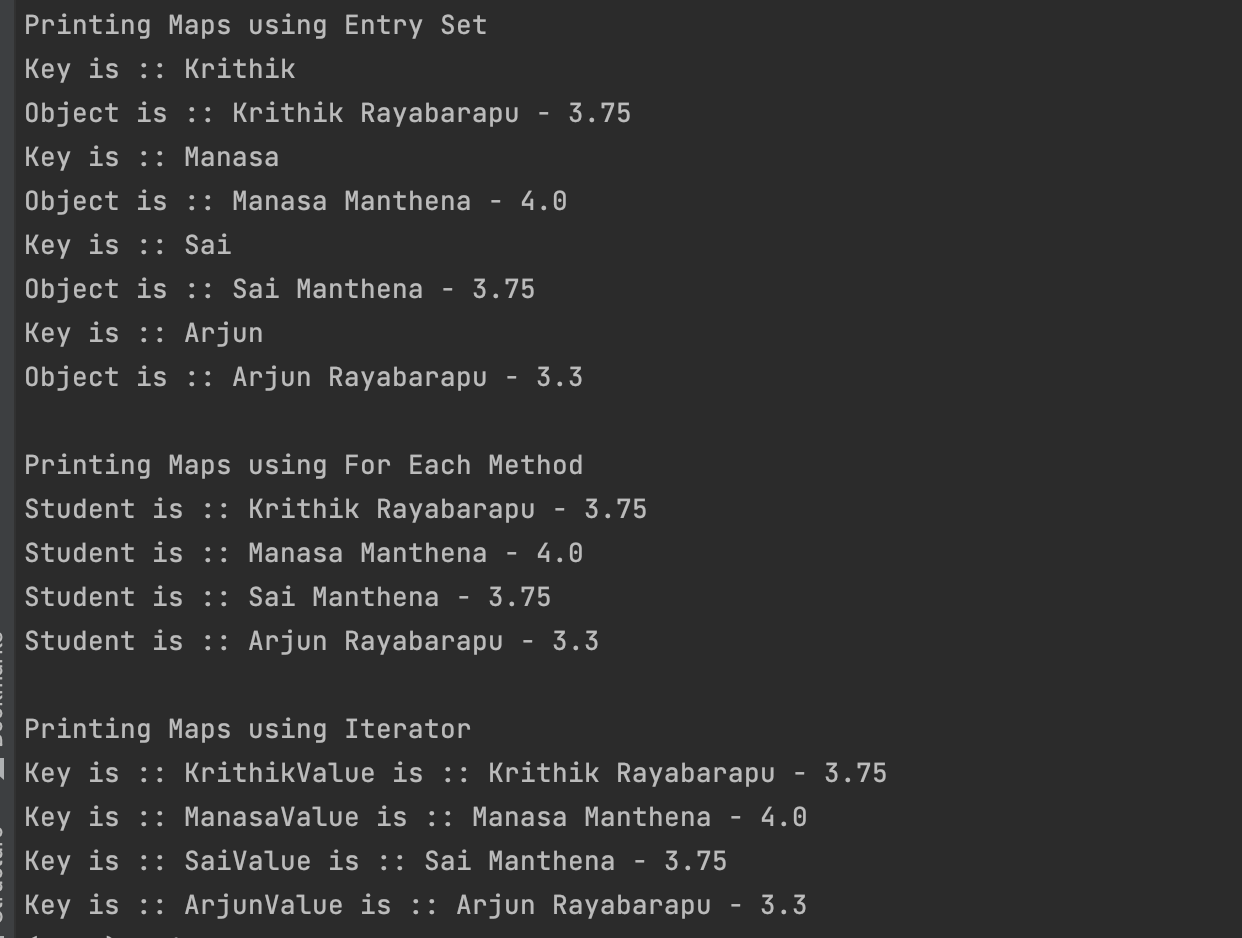 Printing Maps using Entry Set
Key is :: Krithik
Object is :: Krithik Rayabarapu - 3.75
Key is :: Manasa
Object is :: Manasa Manthena - 4.0
Key is :: Sai
Object is :: Sai Manthena - 3.75
Key is :: Arjun
Object is :: Arjun Rayabarapu - 3.3

Printing Maps using For Each Method
Student is :: Krithik Rayabarapu - 3.75
Student is :: Manasa Manthena - 4.0
Student is :: Sai Manthena - 3.75
Student is :: Arjun Rayabarapu - 3.3

Printing Maps using Iterator
Key is :: KrithikValue is :: Krithik Rayabarapu - 3.75
Key is :: ManasaValue is :: Manasa Manthena - 4.0
Key is :: SaiValue is :: Sai Manthena - 3.75
Key is :: ArjunValue is :: Arjun Rayabarapu - 3.3